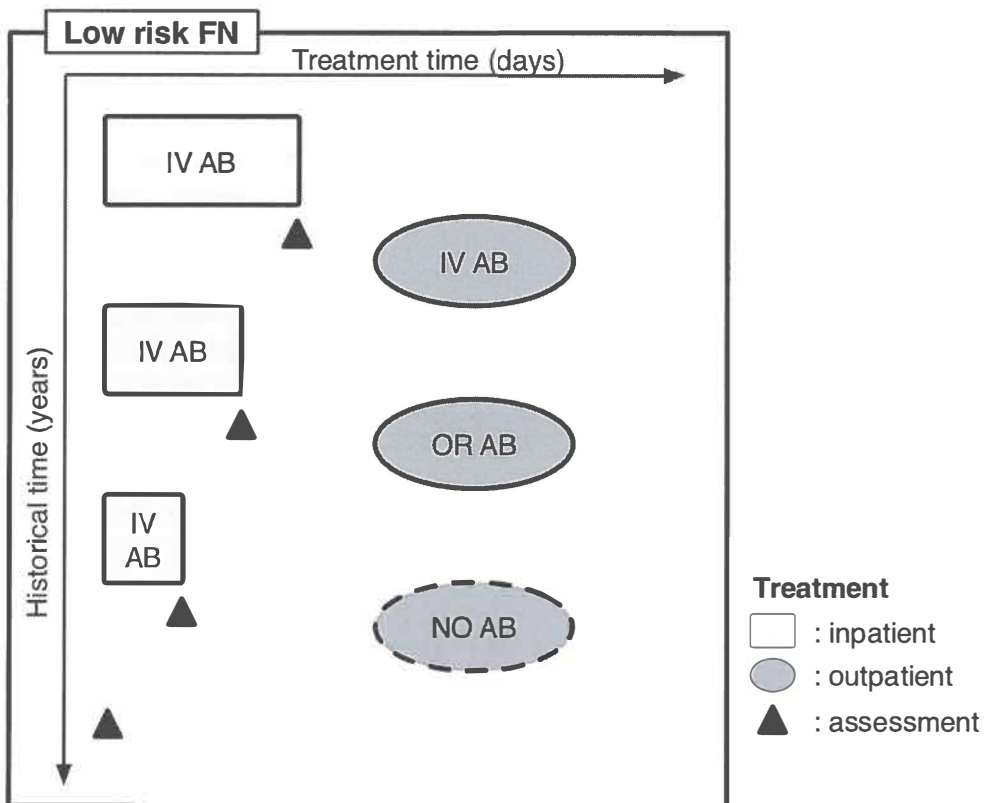 Low risk FN
Treatment time (days)
IV AB
IV AB
IV AB
OR AB
Historical time (years)
IV
AB
NO AB
Treatment
: inpatient
: outpatient
: assessment